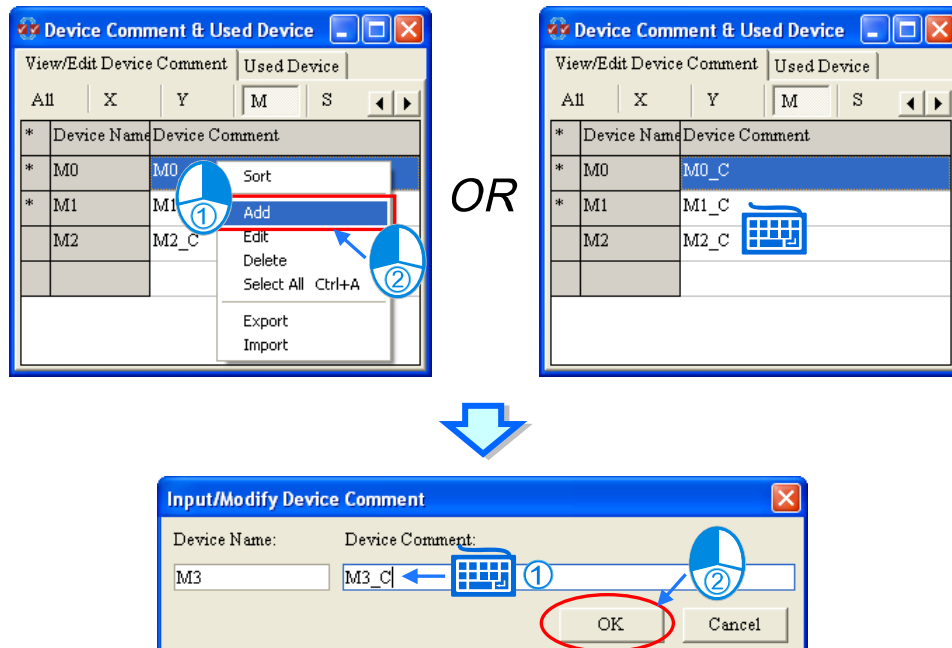 Device Comment & Used Device
View/Edit Device Comment Used Device
All X Y M S
* Device Name Device Comment
* M0 M0
* M1 M1
M2 M2_C
Sort
Add
Edit
Delete
Select All Ctrl+A
Export
Import
①
②
OR
Device Comment & Used Device
View/Edit Device Comment Used Device
All X Y M S
* Device Name Device Comment
* M0 M0_C
* M1 M1_C
M2 M2_C
Input/Modify Device Comment
Device Name: Device Comment:
M3 M3_C ①
②
OK Cancel